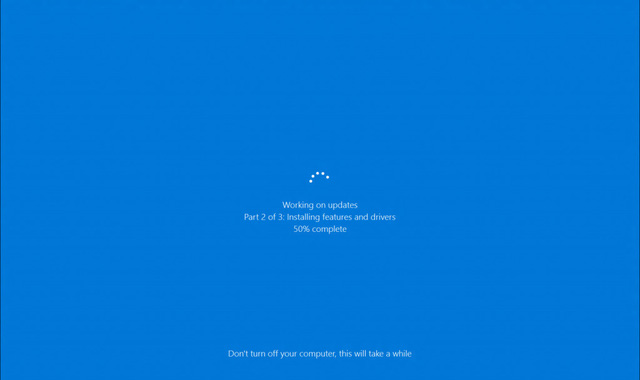 Working on updates
Part 2 of 3: Installing features and drivers
50% complete
Don't turn off your computer, this will take a while